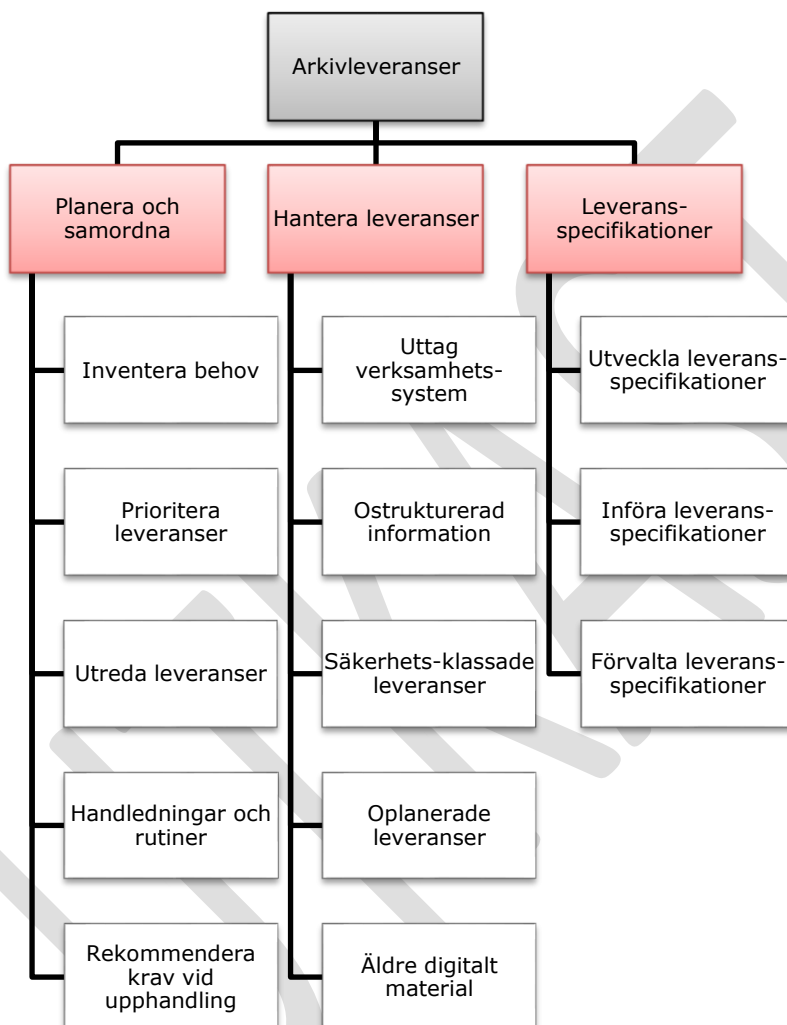 Arkivleveranser
Planera och
samordna
Hantera leveranser
Leverans-
specifikationer
Inventera behov
Uttag
verksamhets-
system
Utveckla leverans-
specifikationer
Prioritera
leveranser
Ostrukturerad
information
Införa leverans-
specifikationer
Utreda leveranser
Säkerhets-klassade
leveranser
Förvalta leverans-
specifikationer
Handledningar och
rutiner
Oplanerade
leveranser
Rekommendera
krav vid
upphandling
Äldre digitalt
material